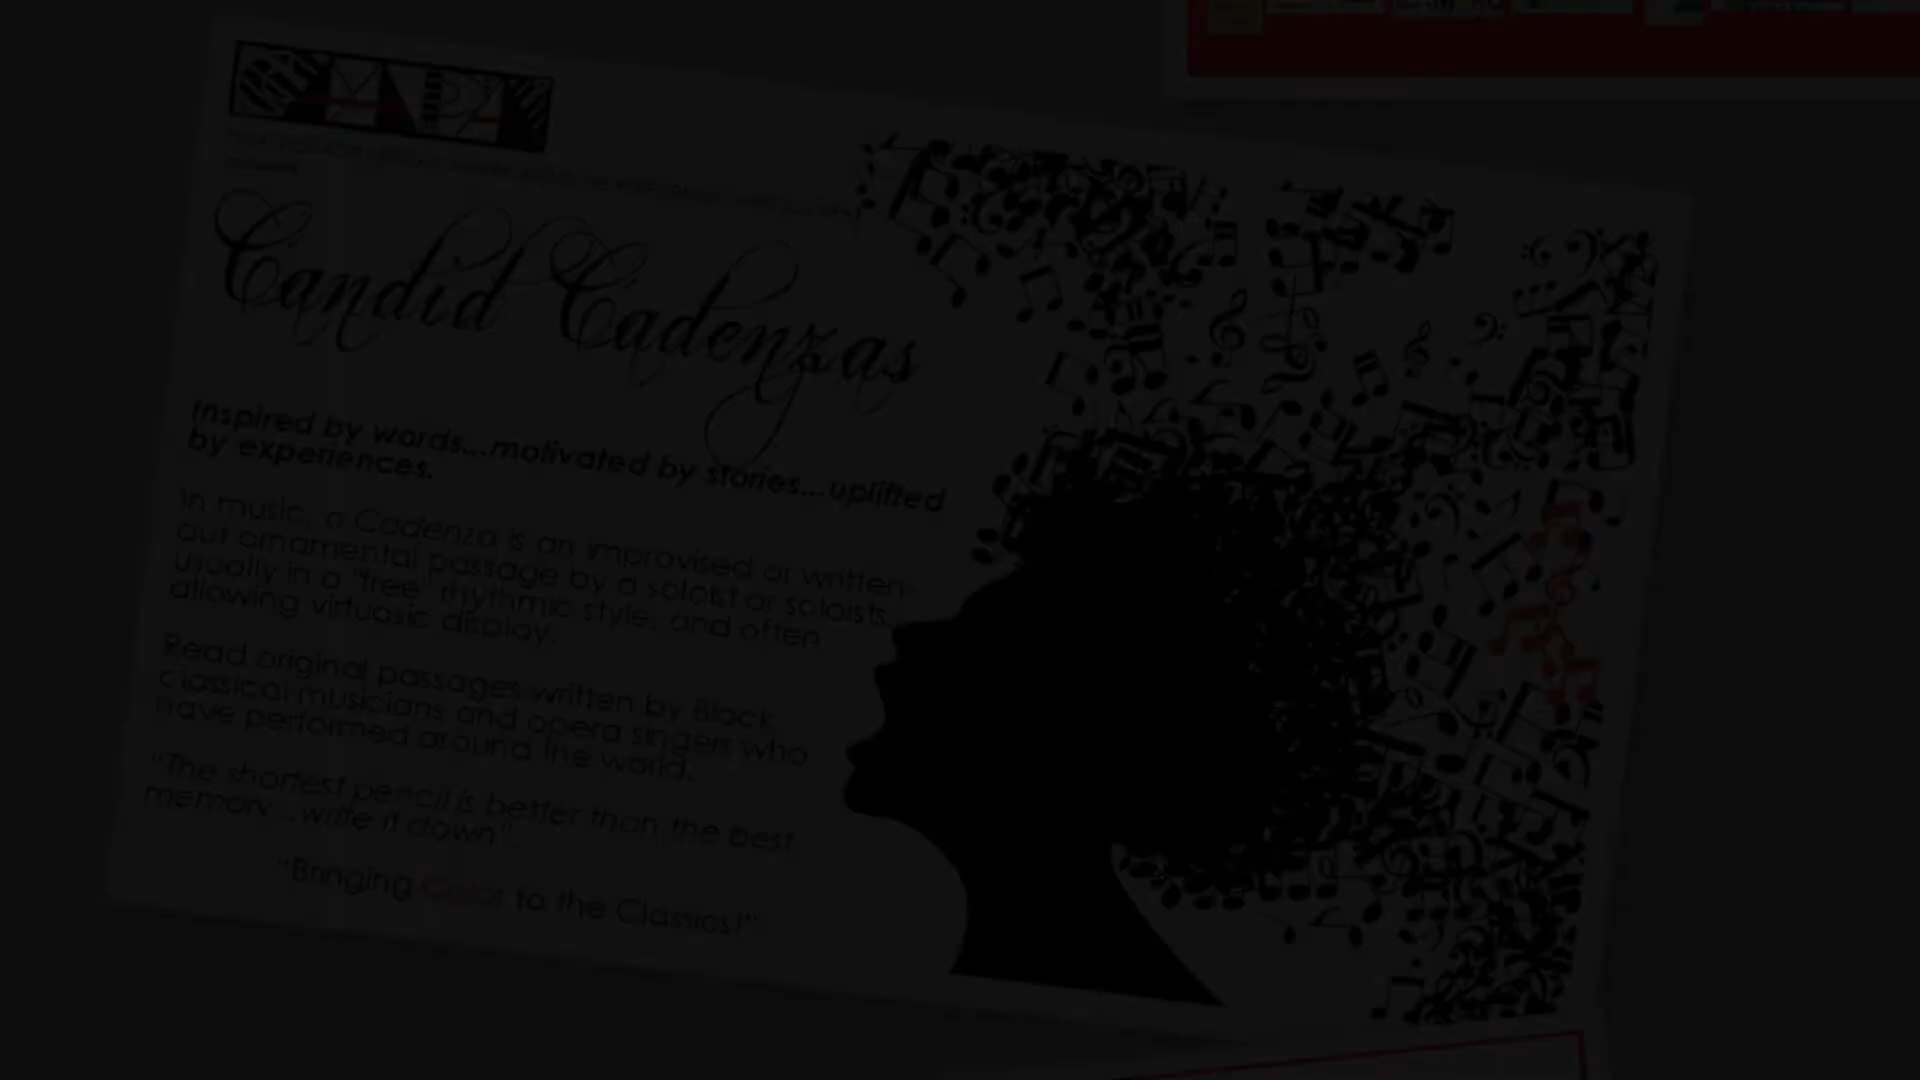 Candid Cadenzas
Inspired by words...motivated by stories...uplifted
by experiences.
In music, a Cadenza is an improvised or written-
out ornamental passage by a soloist or soloists,
usually in a "free" rhythmic style, and often
allowing virtuosic display.
Read original passages written by Black
classical musicians and opera singers who
have performed around the world.
"The shortest pencil is better than the best
memory...write it down".
"Bringing Color to the Classics!"